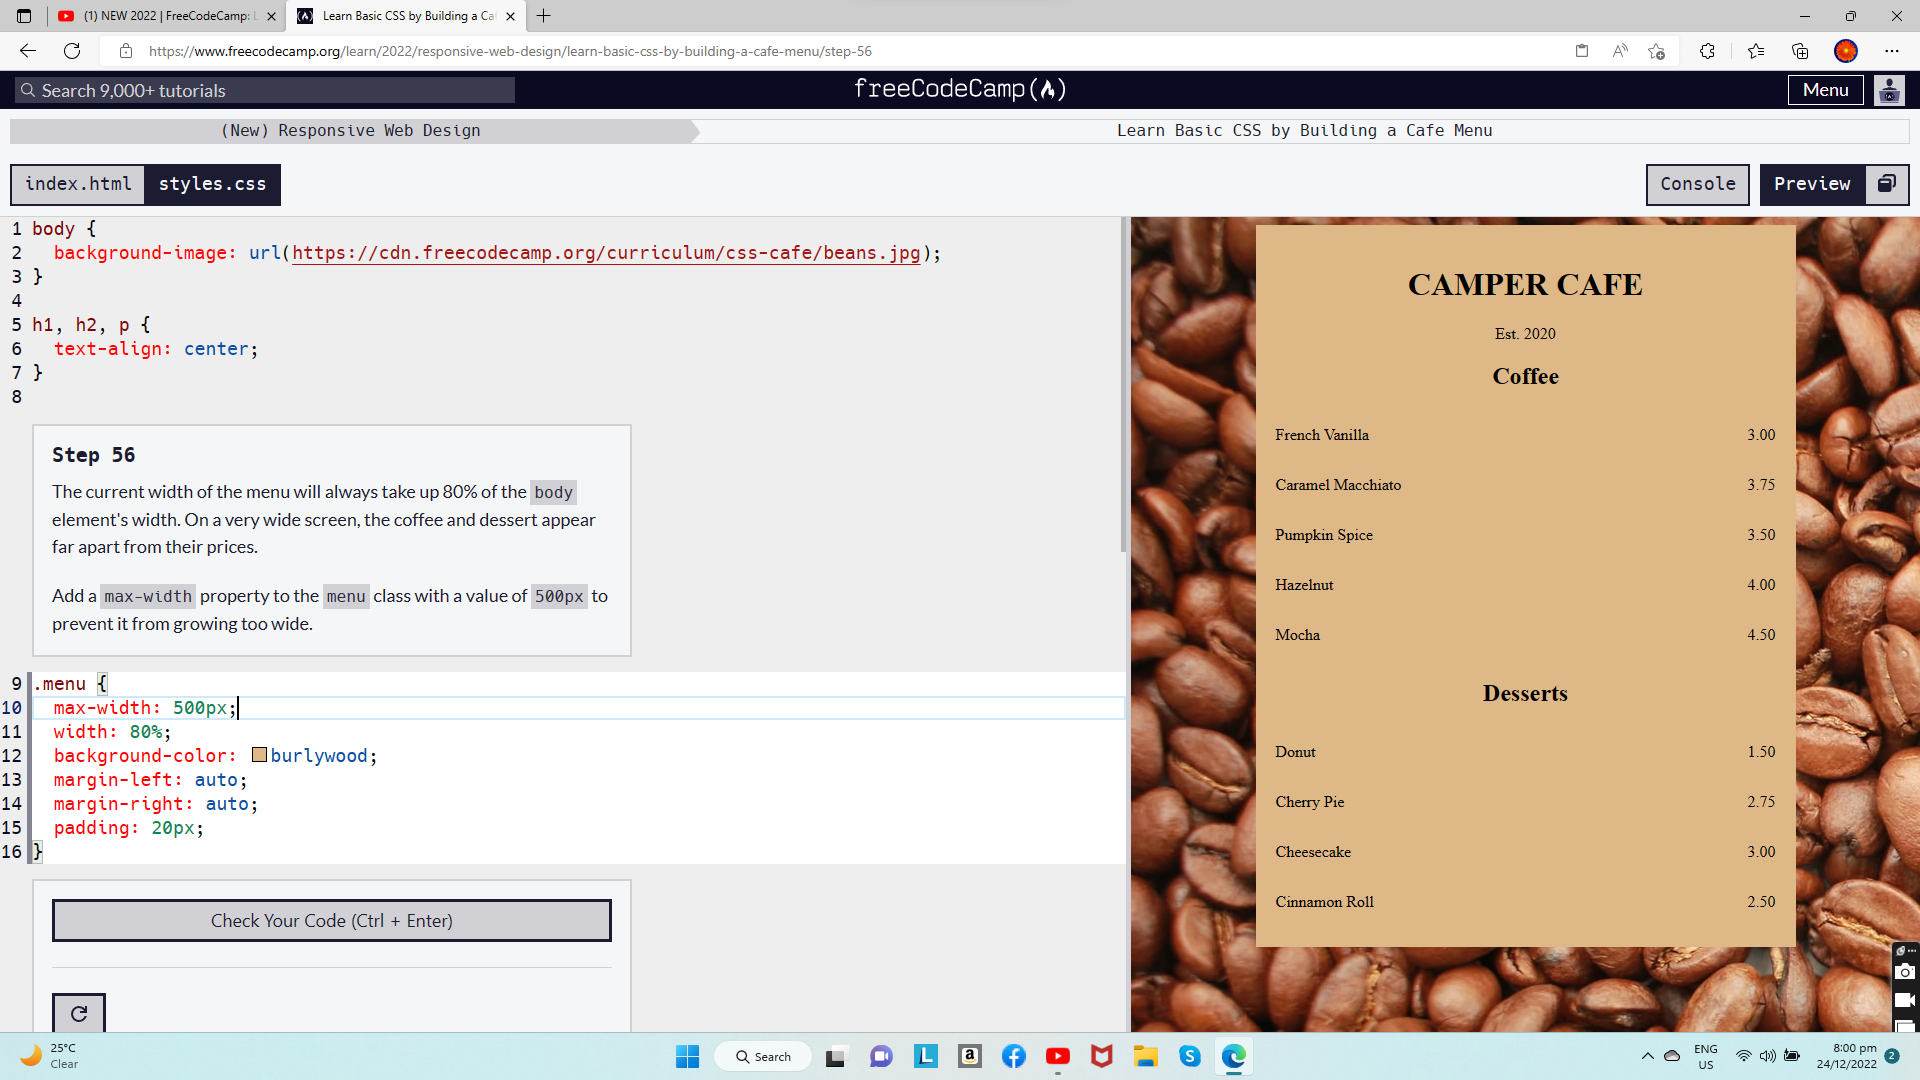 (1) NEW 2022 | FreeCodeCamp:
Learn Basic CSS by Building a Caf
https://www.freecodecamp.org/learn/2022/responsive-web-design/learn-basic-css-by-building-a-cafe-menu/step-56
Search 9,000+ tutorials
freeCodeCamp
Menu
(New) Responsive Web Design
Learn Basic CSS by Building a Cafe Menu
index.html
styles.css
Console
Preview
1 body {
2 background-image: url(https://cdn.freecodecamp.org/curriculum/css-cafe/beans.jpg);
3 }
4
5 h1, h2, p {
6 text-align: center;
7 }
8
Step 56
The current width of the menu will always take up 80% of the body
element's width. On a very wide screen, the coffee and dessert appear
far apart from their prices.
Add a max-width property to the menu class with a value of 500px to
prevent it from growing too wide.
9 .menu {
10 max-width: 500px;
11 width: 80%;
12 background-color: burlywood;
13 margin-left: auto;
14 margin-right: auto;
15 padding: 20px;
16 }
Check Your Code (Ctrl + Enter)
CAMPER CAFE
Est. 2020
Coffee
French Vanilla 3.00
Caramel Macchiato 3.75
Pumpkin Spice 3.50
Hazelnut 4.00
Mocha 4.50
Desserts
Donut 1.50
Cherry Pie 2.75
Cheesecake 3.00
Cinnamon Roll 2.50
25°C
Clear
Search
ENG
US
8:00 pm
24/12/2022
2